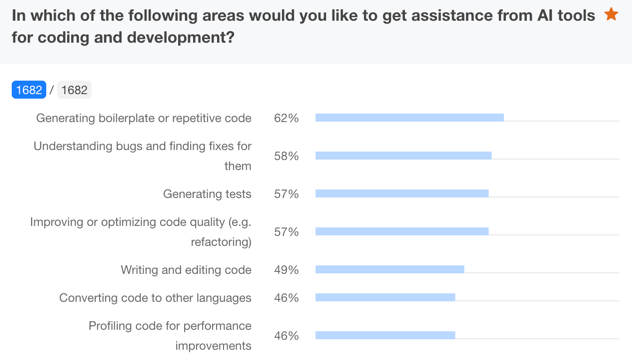 In which of the following areas would you like to get assistance from AI tools
for coding and development?
1682 / 1682
Generating boilerplate or repetitive code 62%
Understanding bugs and finding fixes for
them 58%
Generating tests 57%
Improving or optimizing code quality (e.g.
refactoring) 57%
Writing and editing code 49%
Converting code to other languages 46%
Profiling code for performance
improvements 46%